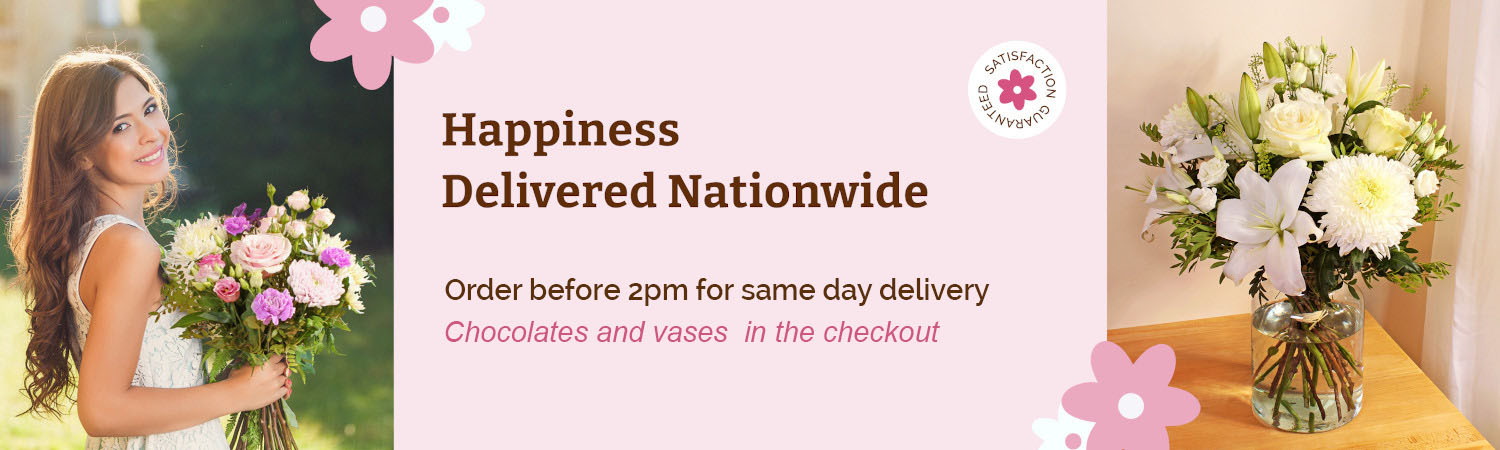 Happiness
Delivered Nationwide
SATISFACTION GUARANTEED
Order before 2pm for same day delivery
Chocolates and vases  in the checkout